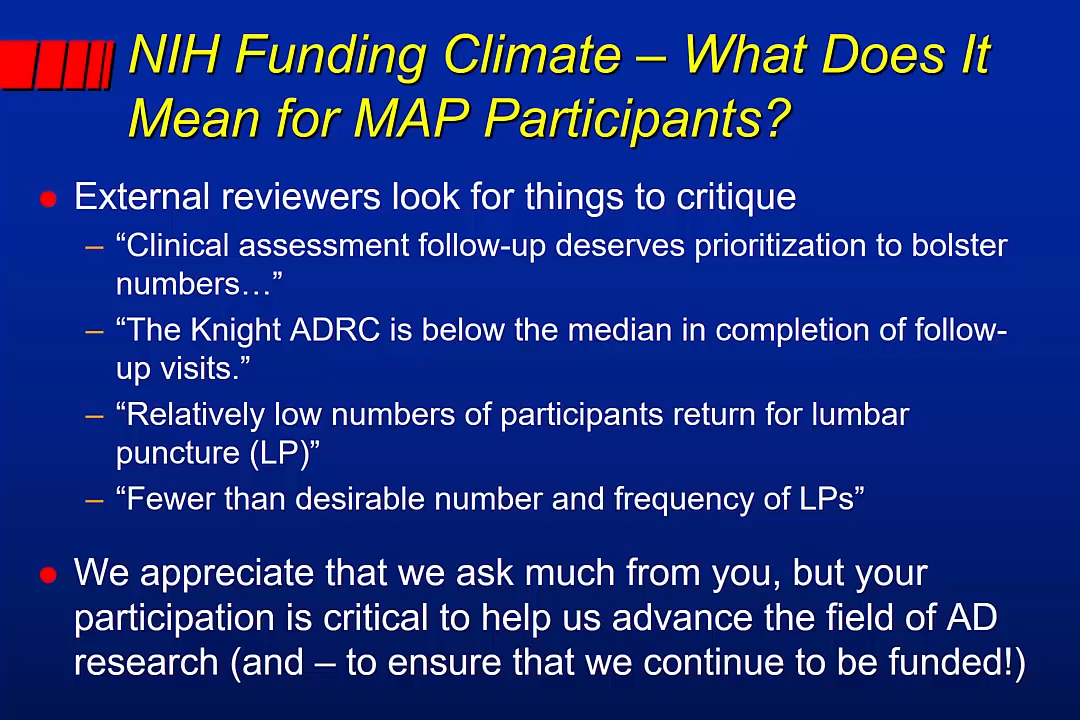 NIH Funding Climate – What Does It
Mean for MAP Participants?
● External reviewers look for things to critique
– “Clinical assessment follow-up deserves prioritization to bolster
numbers…”
– “The Knight ADRC is below the median in completion of follow-
up visits.”
– “Relatively low numbers of participants return for lumbar
puncture (LP)”
– “Fewer than desirable number and frequency of LPs”
● We appreciate that we ask much from you, but your
participation is critical to help us advance the field of AD
research (and – to ensure that we continue to be funded!)